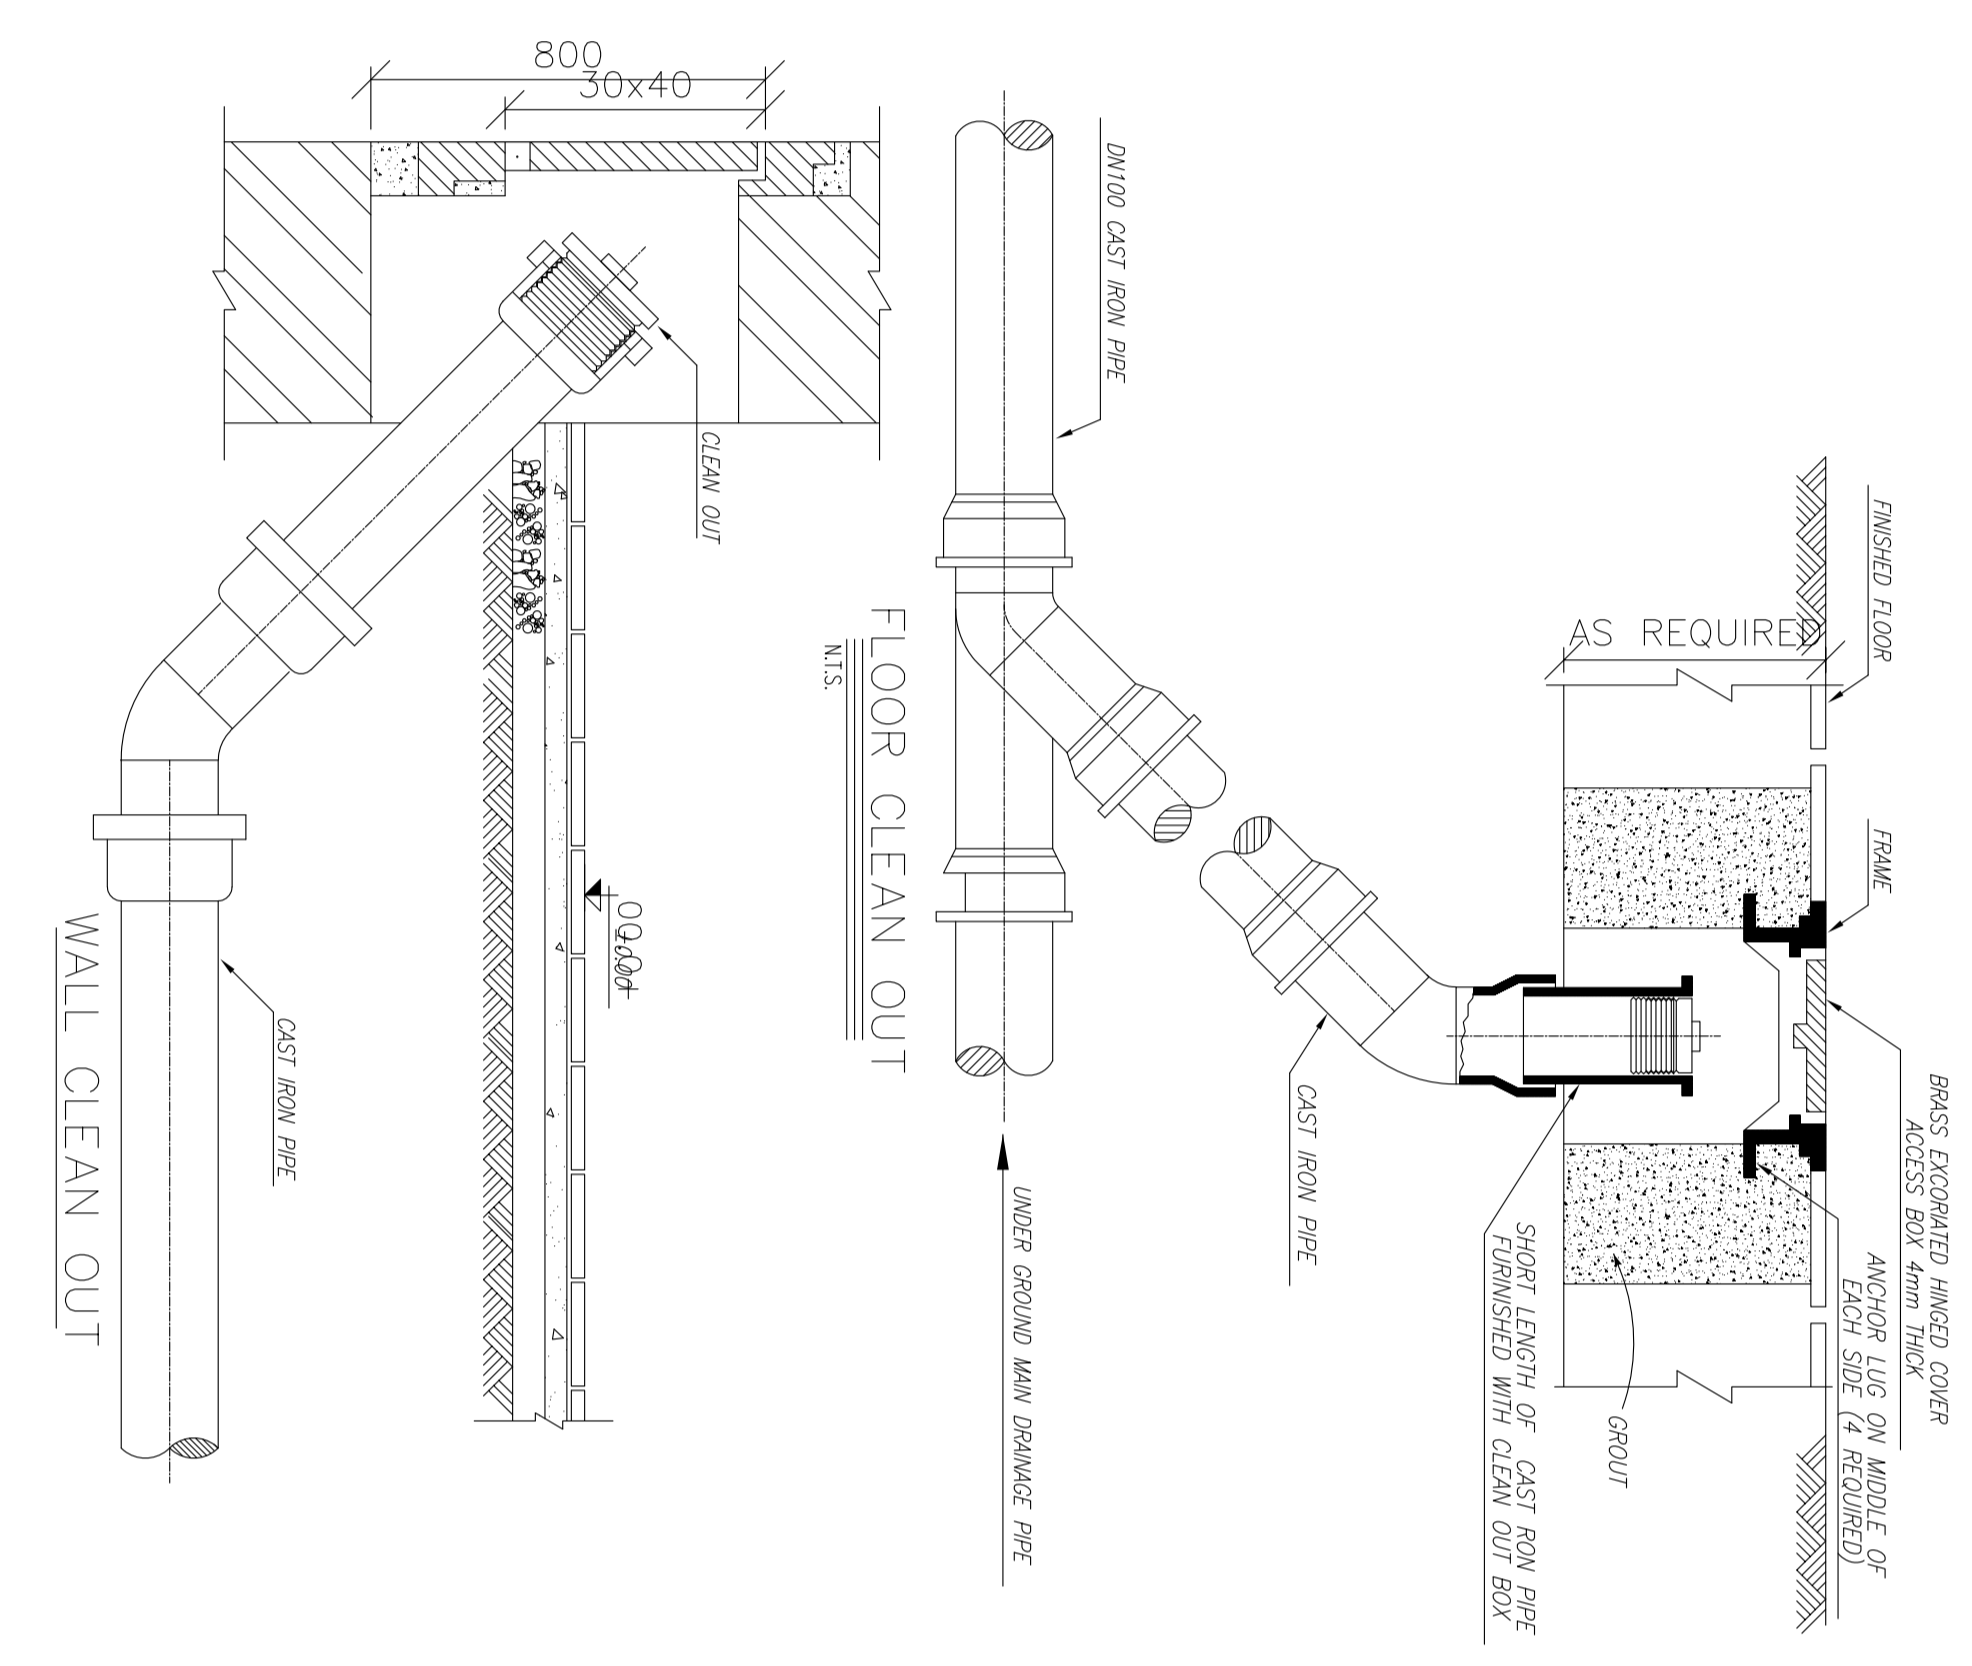 FINISHED FLOOR
FRAME
BRASS EXCORIATED HINGED COVER
ACCESS BOX 4mm THICK
ANCHOR LUG ON MIDDLE OF
EACH SIDE (4 REQUIRED)
AS REQUIRED
GROUT
SHORT LENGTH OF CAST RON PIPE
FURINISHED WITH CLEAN OUT BOX
CAST IRON PIPE
DN100 CAST IRON PIPE
UNDER GROUND MAIN DRAINAGE PIPE
FLOOR CLEAN OUT
N.T.S.
800
30x40
CLEAN OUT
CAST IRON PIPE
WALL CLEAN OUT